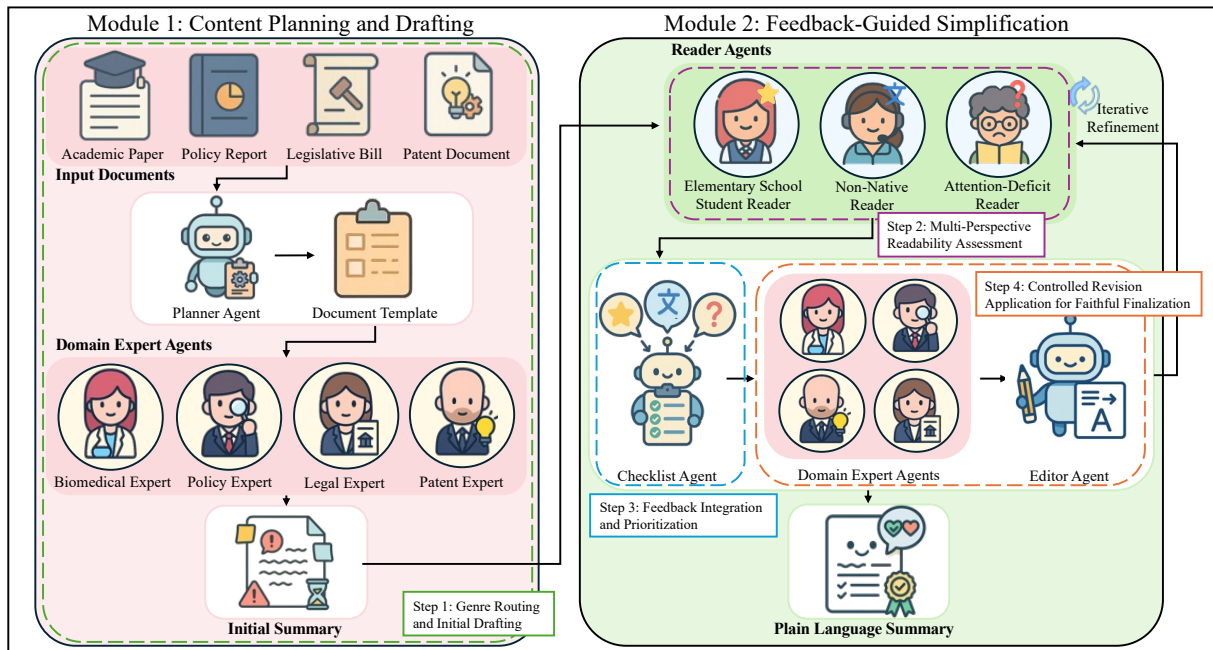 Module 1: Content Planning and Drafting
Academic Paper
Policy Report
Legislative Bill
Patent Document
Input Documents
Planner Agent
Document Template
Domain Expert Agents
Biomedical Expert
Policy Expert
Legal Expert
Patent Expert
Initial Summary
Step 1: Genre Routing
and Initial Drafting
Module 2: Feedback-Guided Simplification
Reader Agents
文
?
Iterative
Refinement
Elementary School
Student Reader
Non-Native
Reader
Attention-Deficit
Reader
Step 2: Multi-Perspective
Readability Assessment
文
?
Checklist Agent
Step 3: Feedback Integration
and Prioritization
Domain Expert Agents
Step 4: Controlled Revision
Application for Faithful Finalization
A
Editor Agent
Plain Language Summary